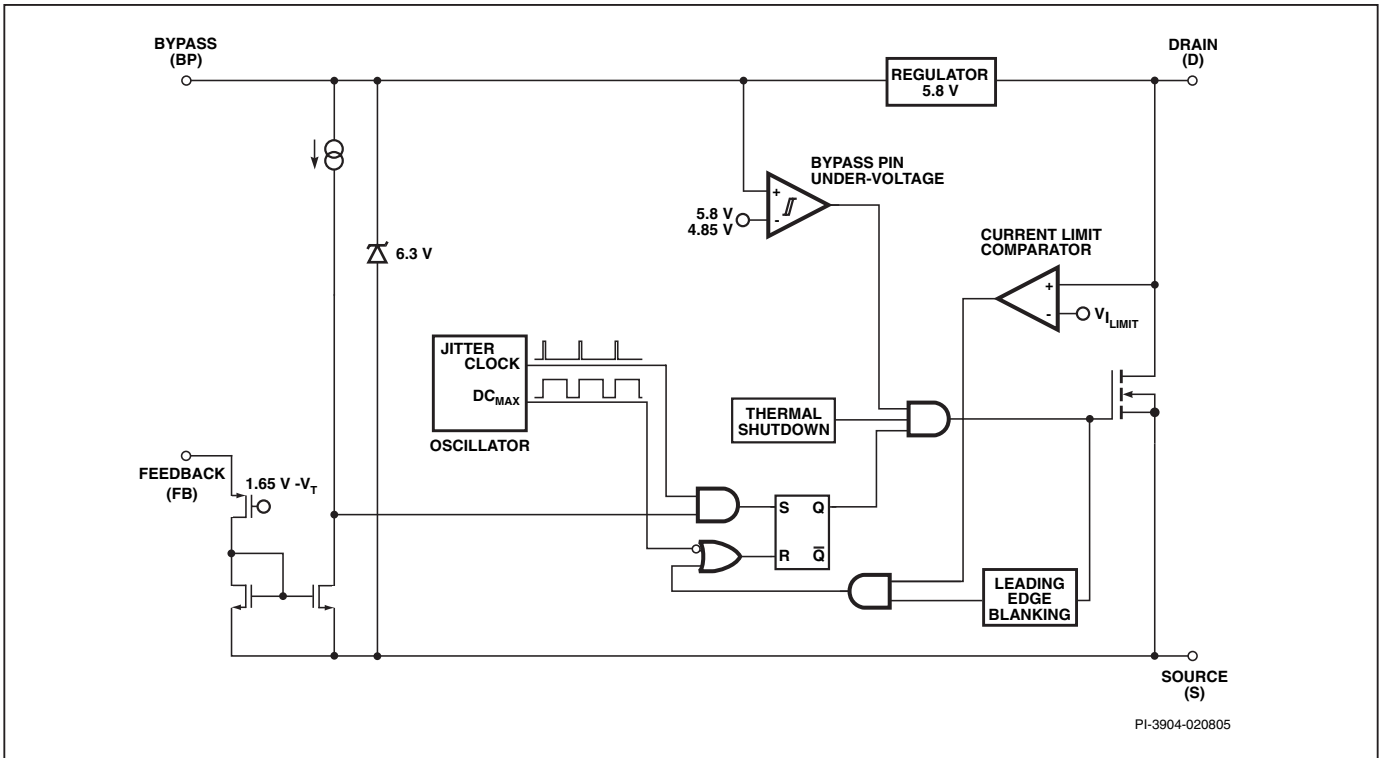 BYPASS
(BP)
DRAIN
(D)
REGULATOR
5.8 V
BYPASS PIN
UNDER-VOLTAGE
+
-
5.8 V
4.85 V
CURRENT LIMIT
COMPARATOR
+
-
VILIMIT
6.3 V
JITTER
CLOCK
DCMAX
OSCILLATOR
THERMAL
SHUTDOWN
FEEDBACK
(FB)
1.65 V -VT
S Q
R Q̅
LEADING
EDGE
BLANKING
SOURCE
(S)
PI-3904-020805